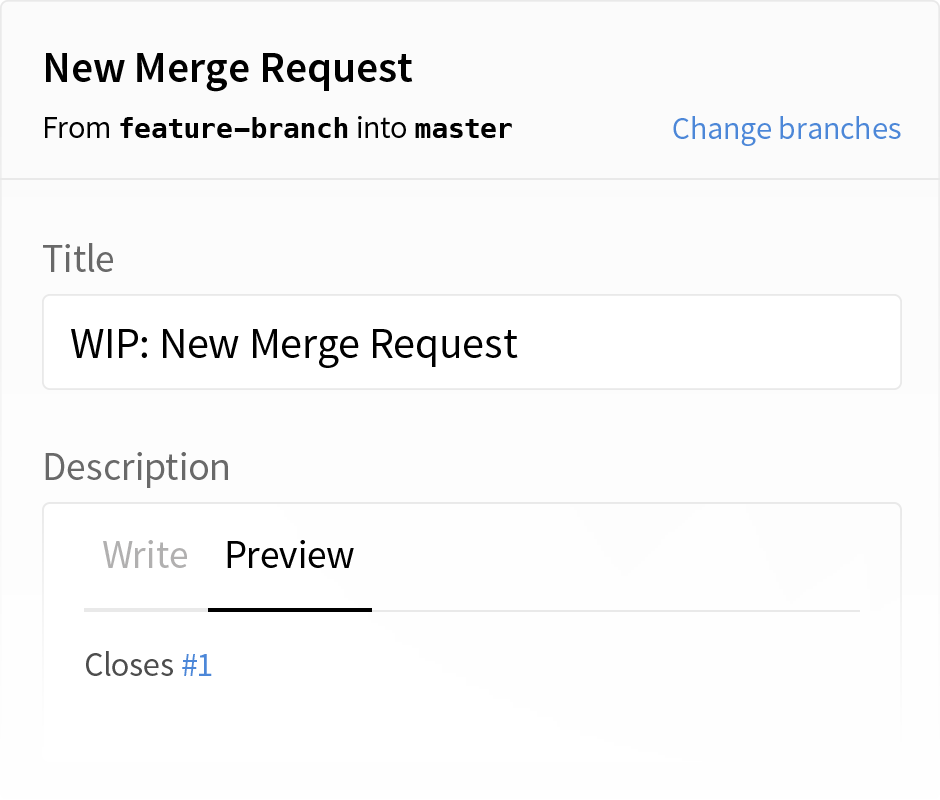 New Merge Request
From feature-branch into master Change branches
Title
WIP: New Merge Request
Description
Write Preview
Closes #1